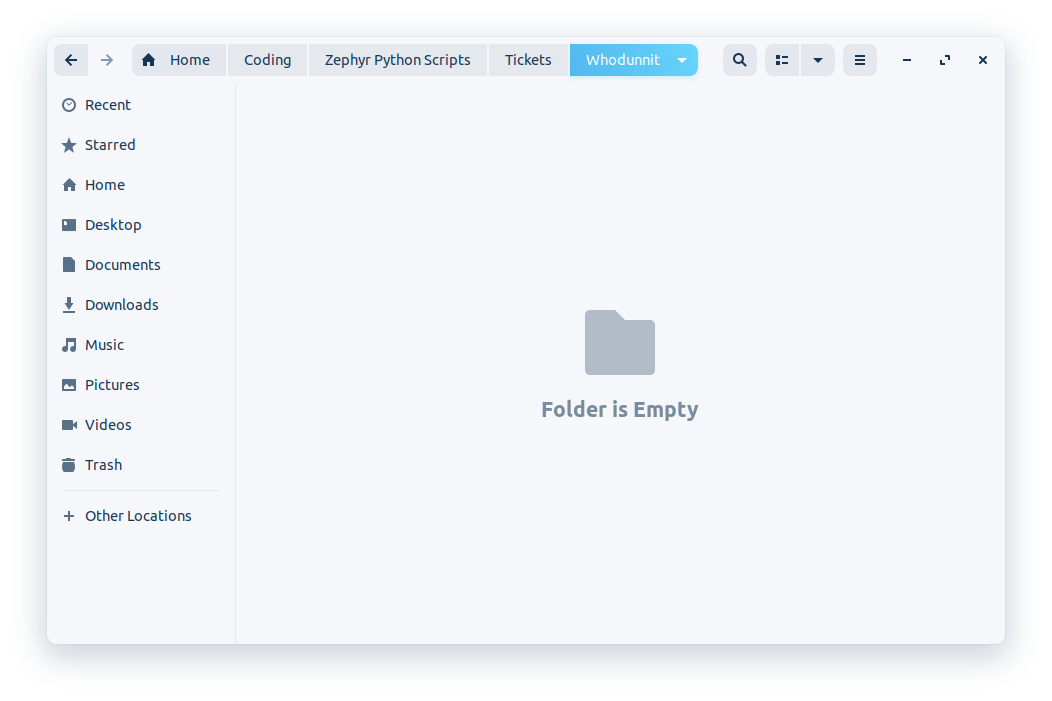 Home Coding Zephyr Python Scripts Tickets Whodunnit
Recent
Starred
Home
Desktop
Documents
Downloads
Music
Pictures
Videos
Trash
Other Locations
Folder is Empty